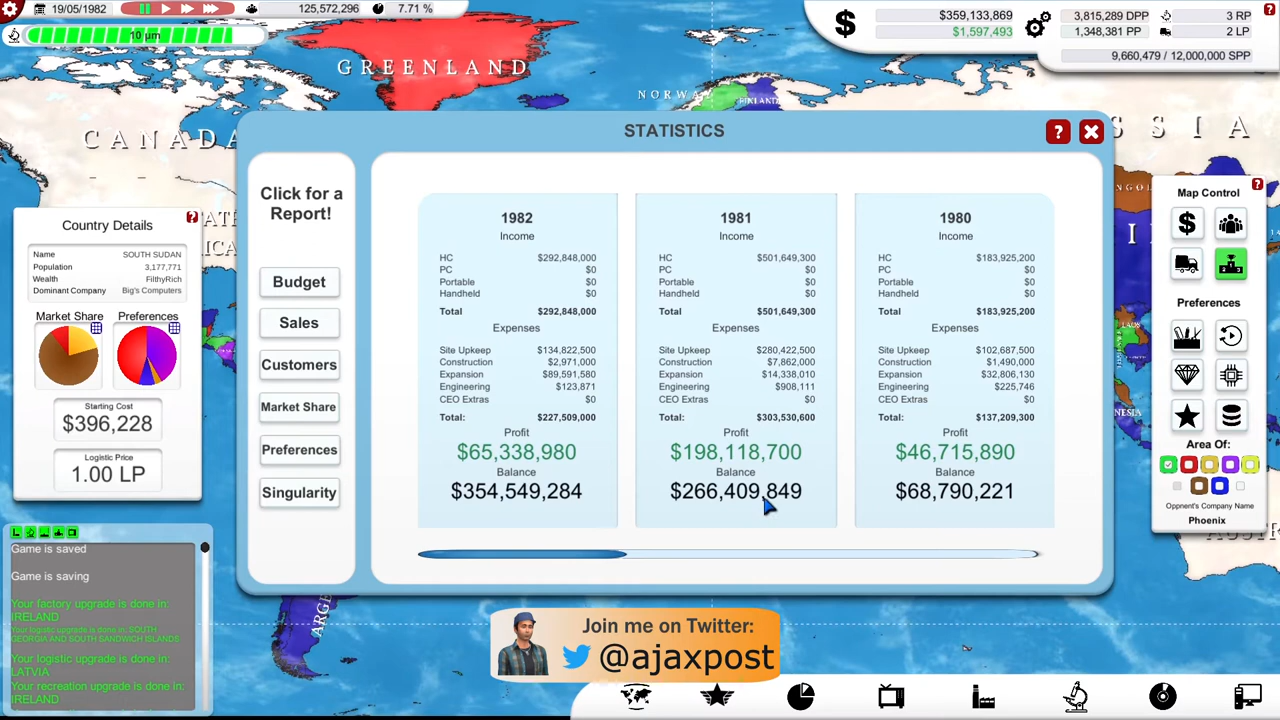 19/05/1982
125,572,296
7.71 %
$359,133,869
3,815,289 DPP
3 RP
10 µm
$1,597,493
1,348,381 PP
2 LP
9,660,479 / 12,000,000 SPP
GREENLAND
NORWA
FINLAND
CANADA
S S I A
STATISTICS
Click for a
Report!
Budget
Sales
Customers
Market Share
Preferences
Singularity
1982
Income
HC $292,848,000
PC $0
Portable $0
Handheld $0
Total $292,848,000
Expenses
Site Upkeep $134,822,500
Construction $2,971,000
Expansion $89,591,580
Engineering $123,871
CEO Extras $0
Total: $227,509,000
Profit
$65,338,980
Balance
$354,549,284
1981
Income
HC $501,649,300
PC $0
Portable $0
Handheld $0
Total $501,649,300
Expenses
Site Upkeep $280,422,500
Construction $7,862,000
Expansion $14,338,010
Engineering $908,111
CEO Extras $0
Total: $303,530,600
Profit
$198,118,700
Balance
$266,409,849
1980
Income
HC $183,925,200
PC $0
Portable $0
Handheld $0
Total $183,925,200
Expenses
Site Upkeep $102,687,500
Construction $1,490,000
Expansion $32,806,130
Engineering $225,746
CEO Extras $0
Total: $137,209,300
Profit
$46,715,890
Balance
$68,790,221
Country Details
Name SOUTH SUDAN
Population 3,177,771
Wealth FilthyRich
Dominant Company Big's Computers
Market Share Preferences
Starting Cost
$396,228
Logistic Price
1.00 LP
Map Control
Preferences
Area Of:
Oppnent's Company Name
Phoenix
Game is saved
Game is saving
Your factory upgrade is done in:
IRELAND
Your logistic upgrade is done in: SOUTH
GEORGIA AND SOUTH SANDWICH ISLANDS
Your logistic upgrade is done in:
LATVIA
Your recreation upgrade is done in:
IRELAND
ARGE
Join me on Twitter:
@ajaxpost